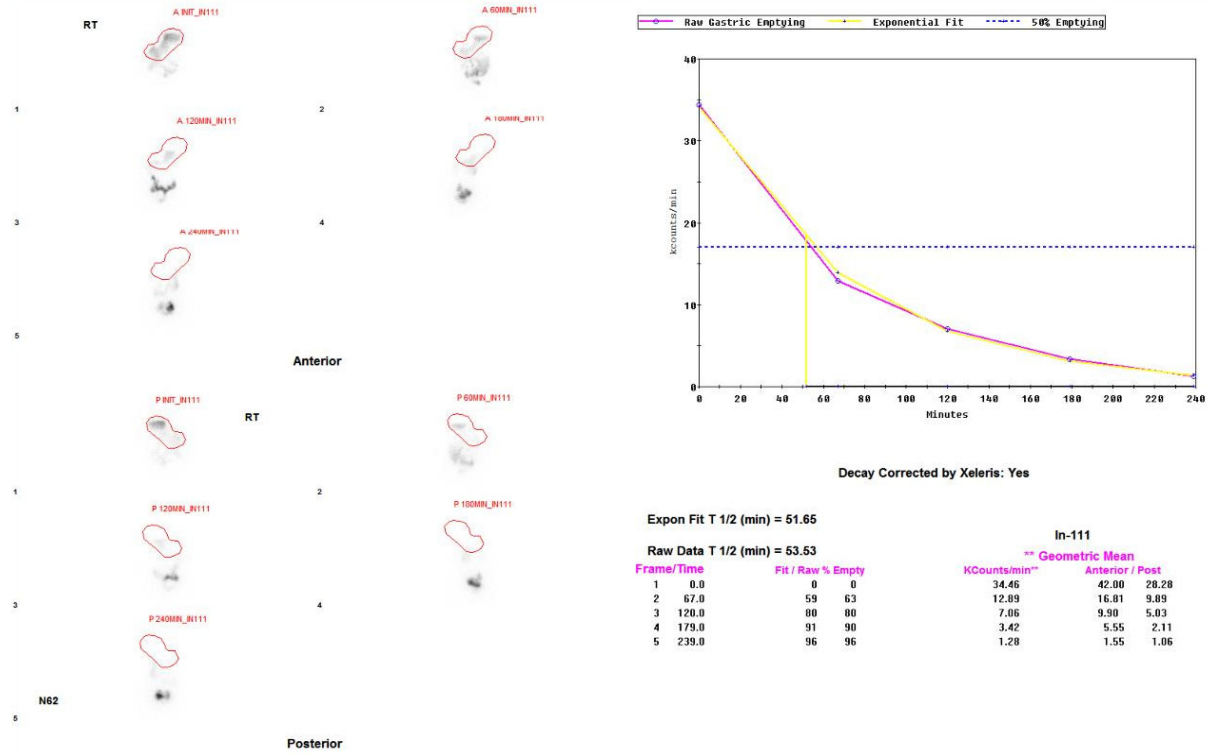 RT
A INIT_IN111
A 60MIN_IN111
1
2
A 120MIN_IN111
A 180MIN_IN111
3
4
A 240MIN_IN111
5
Anterior
P INIT_IN111
RT
P 60MIN_IN111
1
2
P 120MIN_IN111
P 180MIN_IN111
3
4
P 240MIN_IN111
N62
5
Posterior
Raw Gastric Emptying
Exponential Fit
50% Emptying
40
30
20
10
0
kcounts/min
0 20 40 60 80 100 120 140 160 180 200 220 240
Minutes
Decay Corrected by Xeleris: Yes
Expon Fit T 1/2 (min) = 51.65
In-111
Raw Data T 1/2 (min) = 53.53
** Geometric Mean
Frame/Time Fit / Raw % Empty KCounts/min** Anterior / Post
1 0.0 0 0 34.46 42.00 28.28
2 67.0 59 63 12.89 16.81 9.89
3 120.0 80 80 7.06 9.90 5.03
4 179.0 91 90 3.42 5.55 2.11
5 239.0 96 96 1.28 1.55 1.06